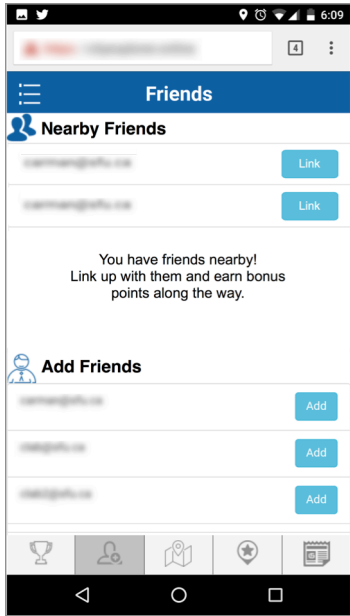 6:09
4
Friends
Nearby Friends
Link
Link
You have friends nearby!
Link up with them and earn bonus
points along the way.
Add Friends
Add
Add
Add